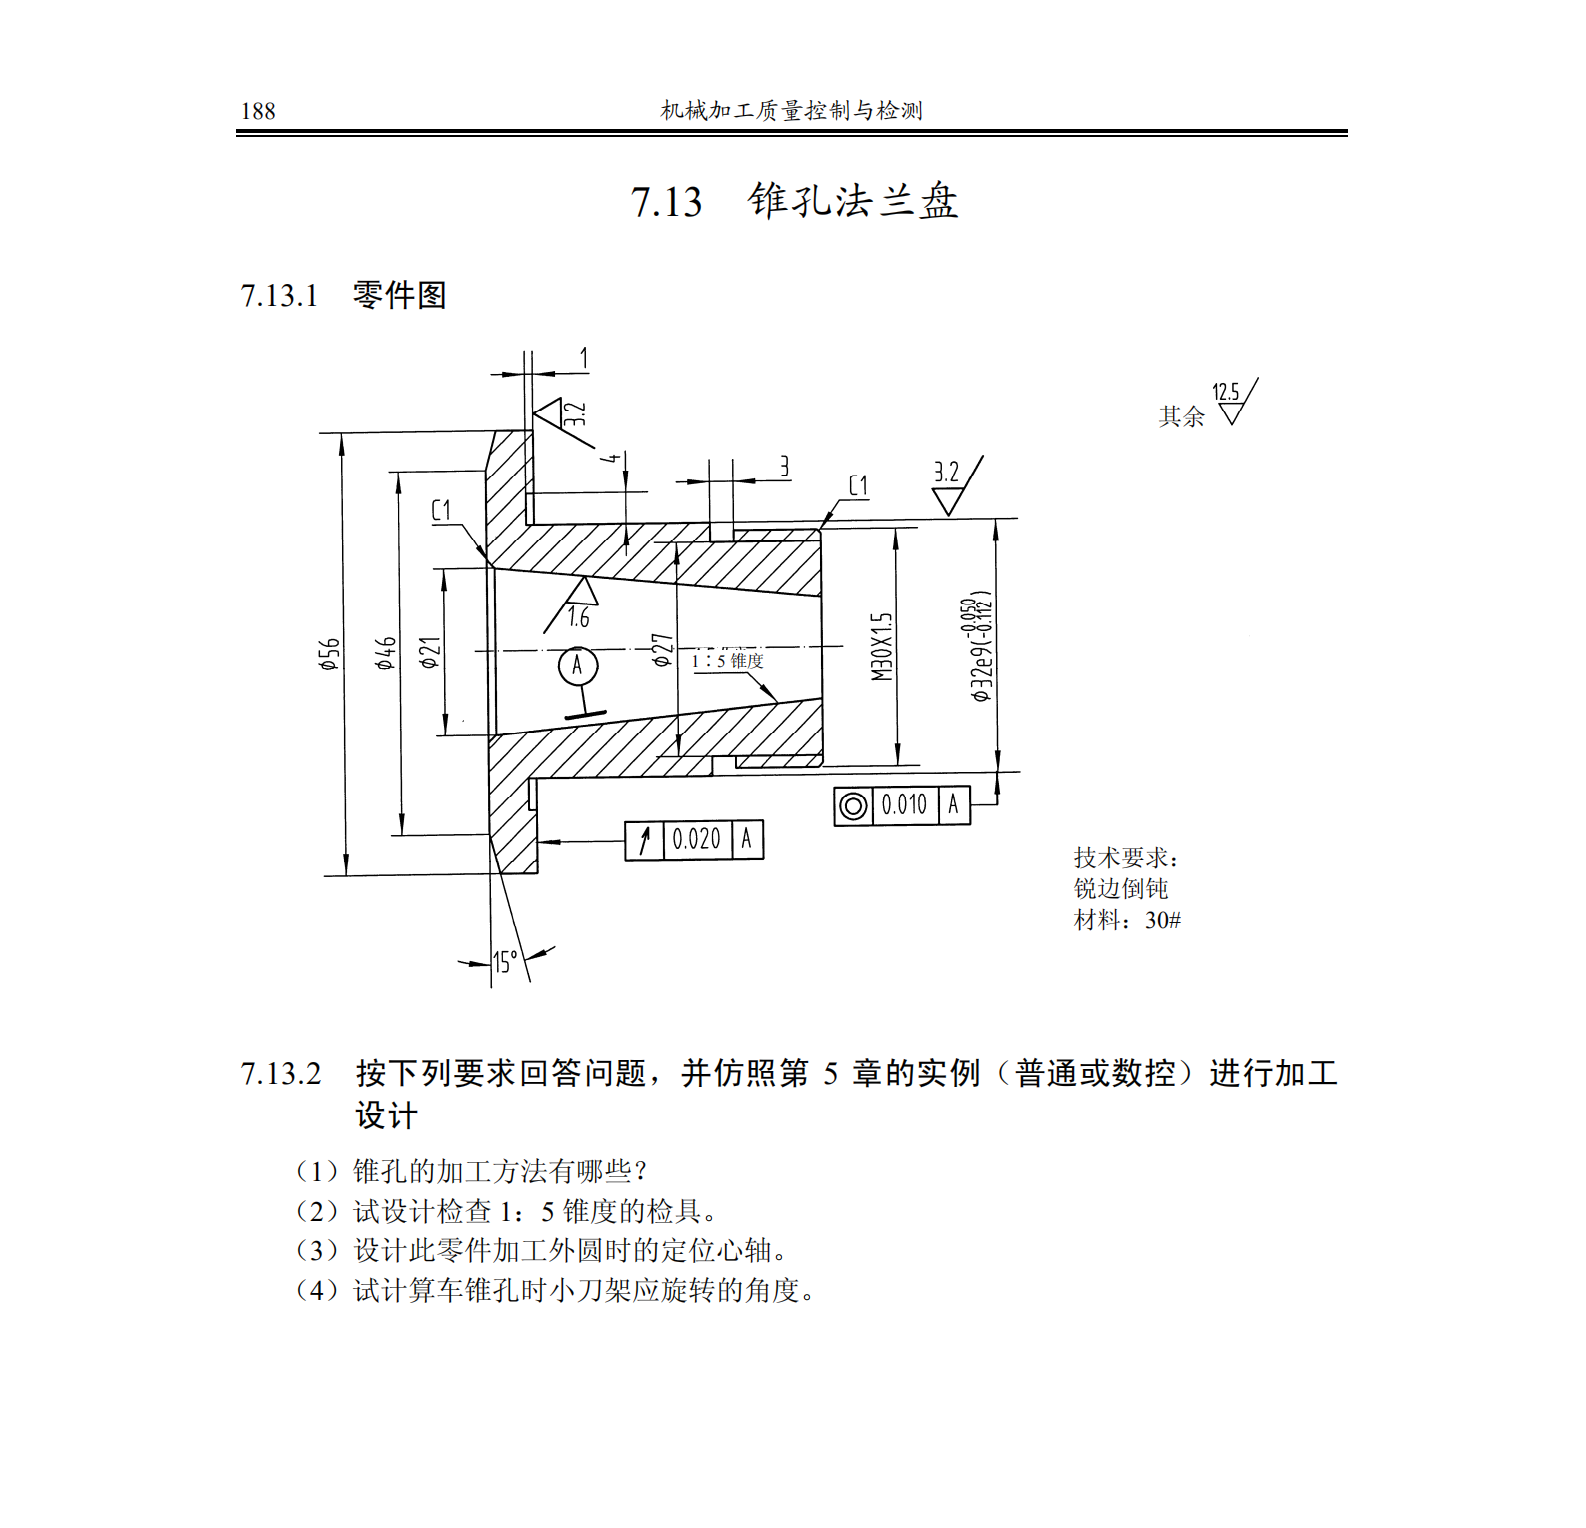 188 机械加工质量控制与检测
7.13 锥孔法兰盘
7.13.1 零件图
1
3.2
其余 12.5
4
3
C1
3.2
C1
φ56
φ46
φ21
1.6
A
φ27
1∶5 锥度
M30X1.5
φ32e9(-0.050 -0.112)
0.010 A
0.020 A
技术要求:
锐边倒钝
材料：30#
15°
7.13.2 按下列要求回答问题，并仿照第 5 章的实例（普通或数控）进行加工
设计
（1）锥孔的加工方法有哪些？
（2）试设计检查 1：5 锥度的检具。
（3）设计此零件加工外圆时的定位心轴。
（4）试计算车锥孔时小刀架应旋转的角度。